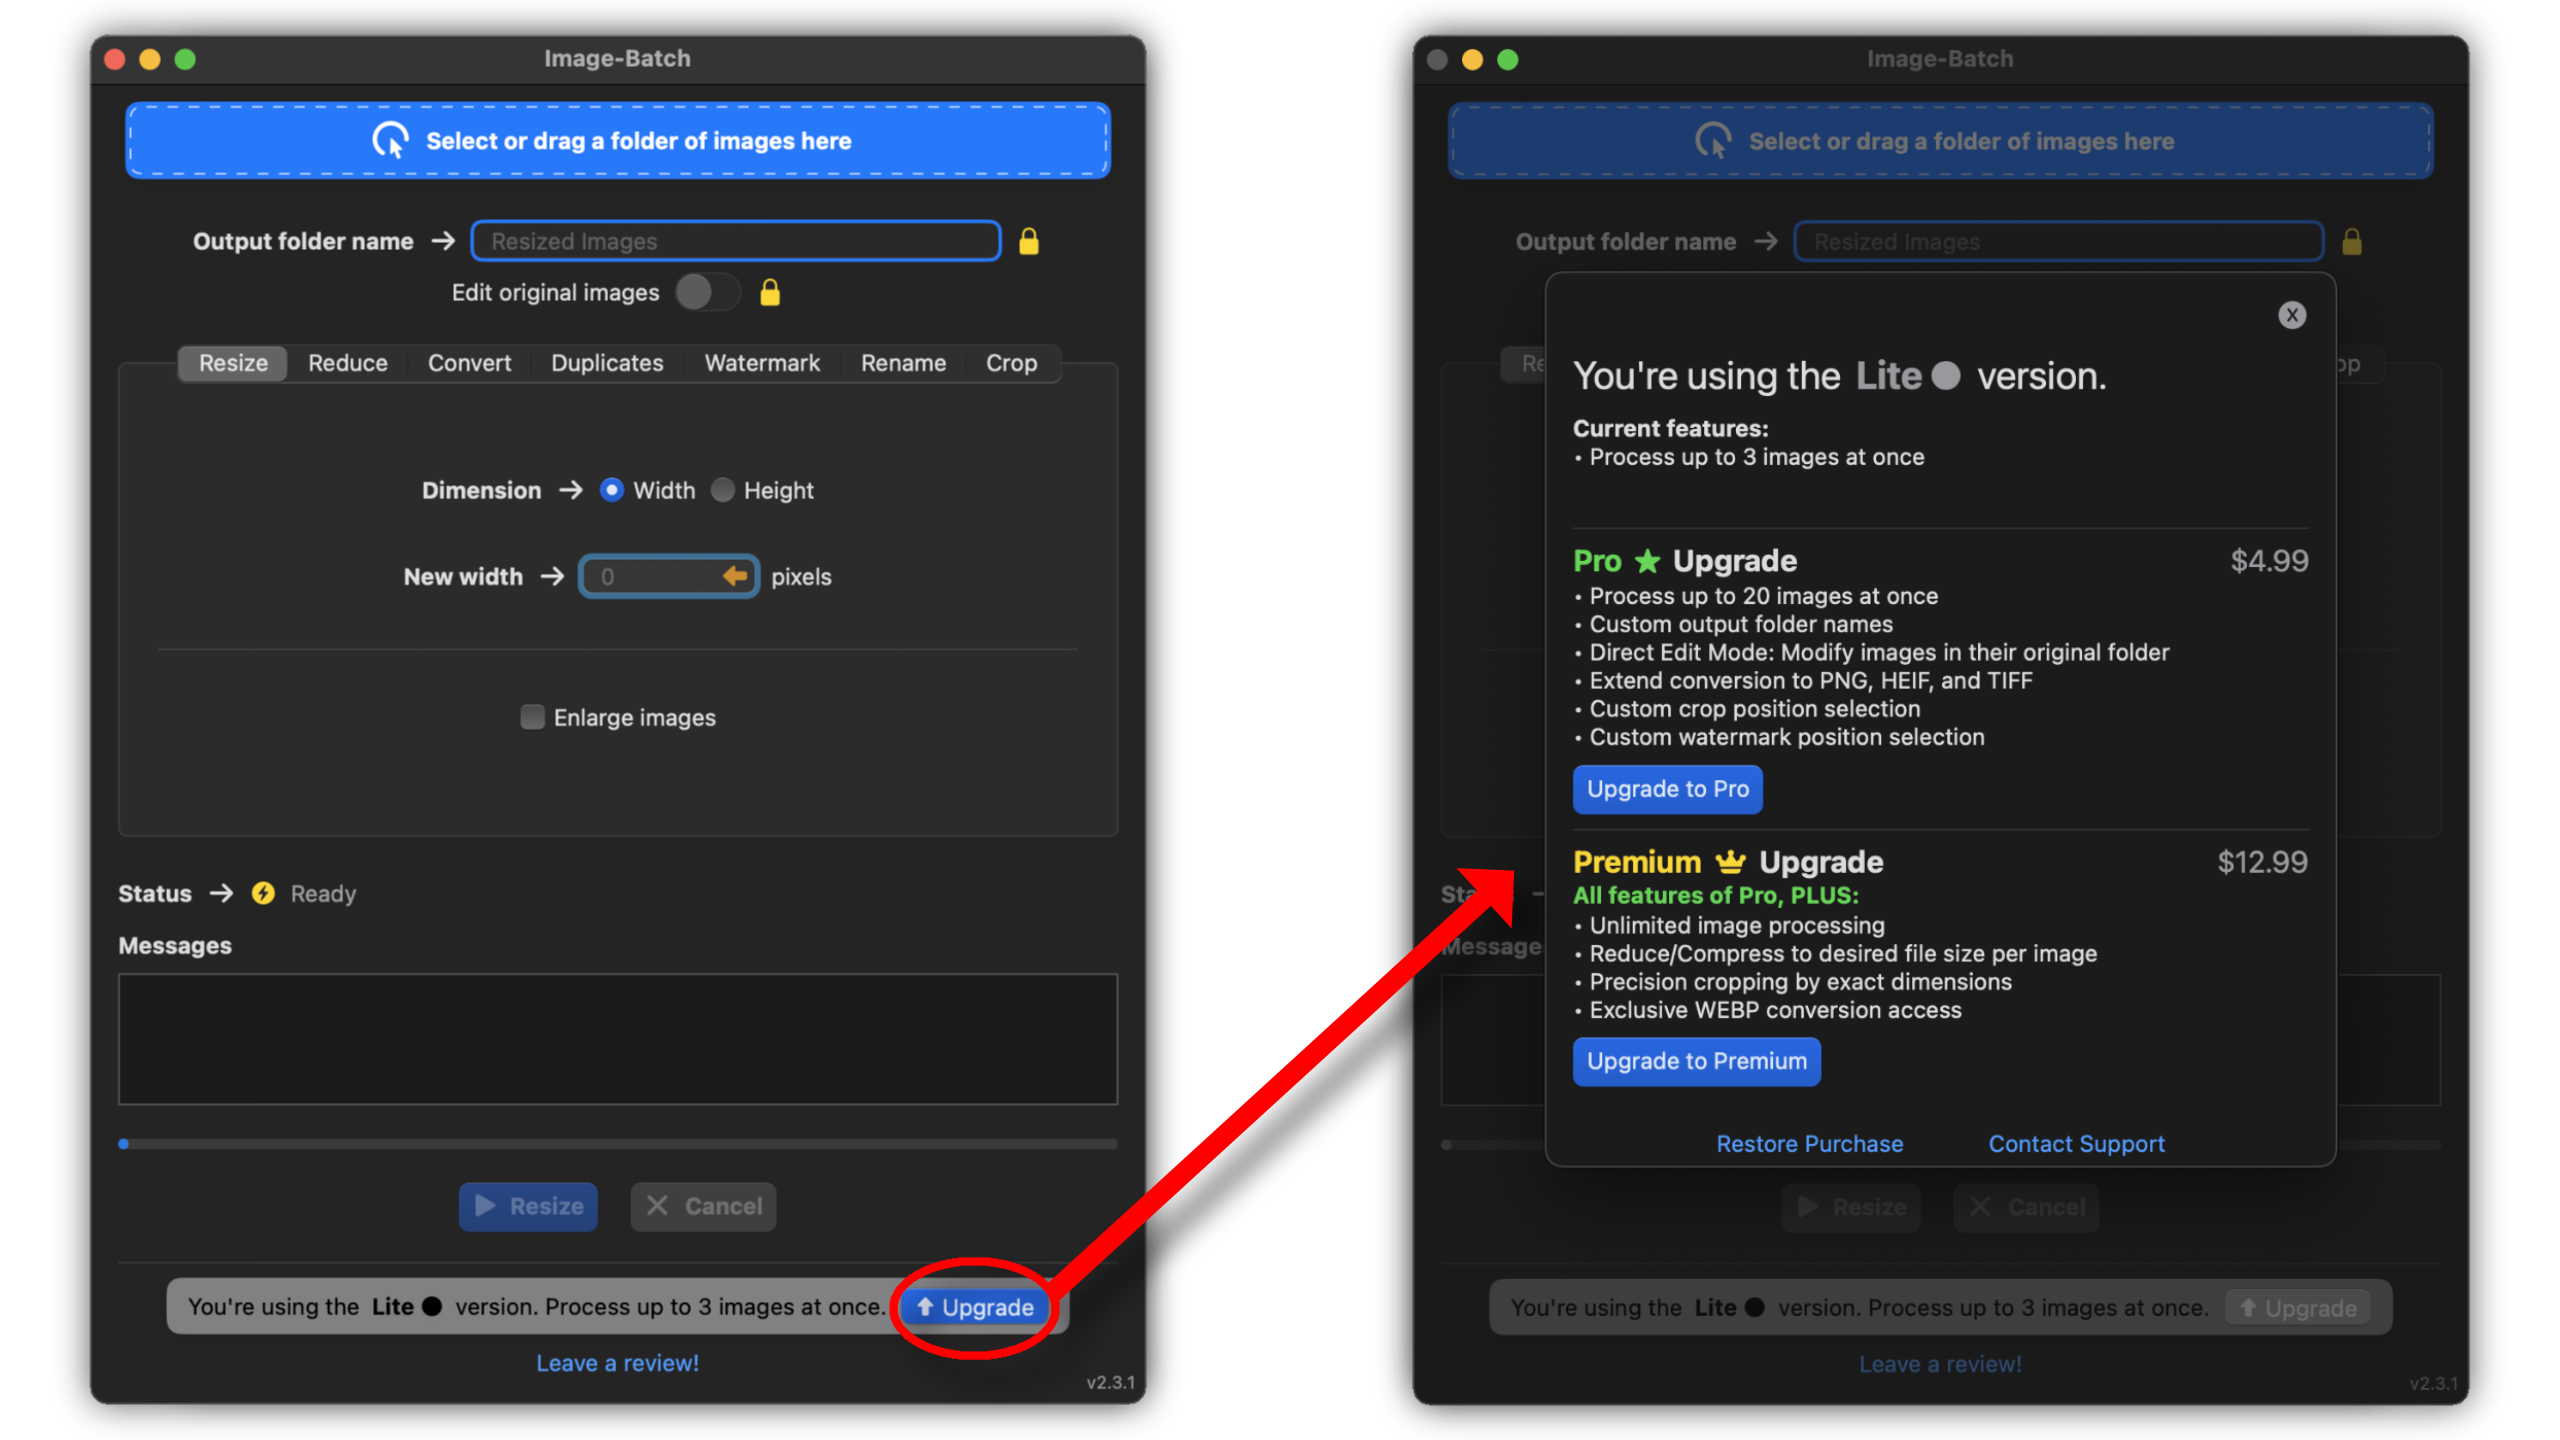 Image-Batch
Select or drag a folder of images here
Output folder name → Resized Images
Edit original images
Resize Reduce Convert Duplicates Watermark Rename Crop
Dimension → Width Height
New width → 0 pixels
Enlarge images
Status → Ready
Messages
Resize Cancel
You're using the Lite version. Process up to 3 images at once. Upgrade
Leave a review!
v2.3.1
Image-Batch
Select or drag a folder of images here
Output folder name → Resized Images
X
You're using the Lite version.
Current features:
• Process up to 3 images at once
Pro Upgrade $4.99
• Process up to 20 images at once
• Custom output folder names
• Direct Edit Mode: Modify images in their original folder
• Extend conversion to PNG, HEIF, and TIFF
• Custom crop position selection
• Custom watermark position selection
Upgrade to Pro
Premium Upgrade $12.99
All features of Pro, PLUS:
• Unlimited image processing
• Reduce/Compress to desired file size per image
• Precision cropping by exact dimensions
• Exclusive WEBP conversion access
Upgrade to Premium
Restore Purchase Contact Support
Resize Cancel
You're using the Lite version. Process up to 3 images at once. Upgrade
Leave a review!
v2.3.1